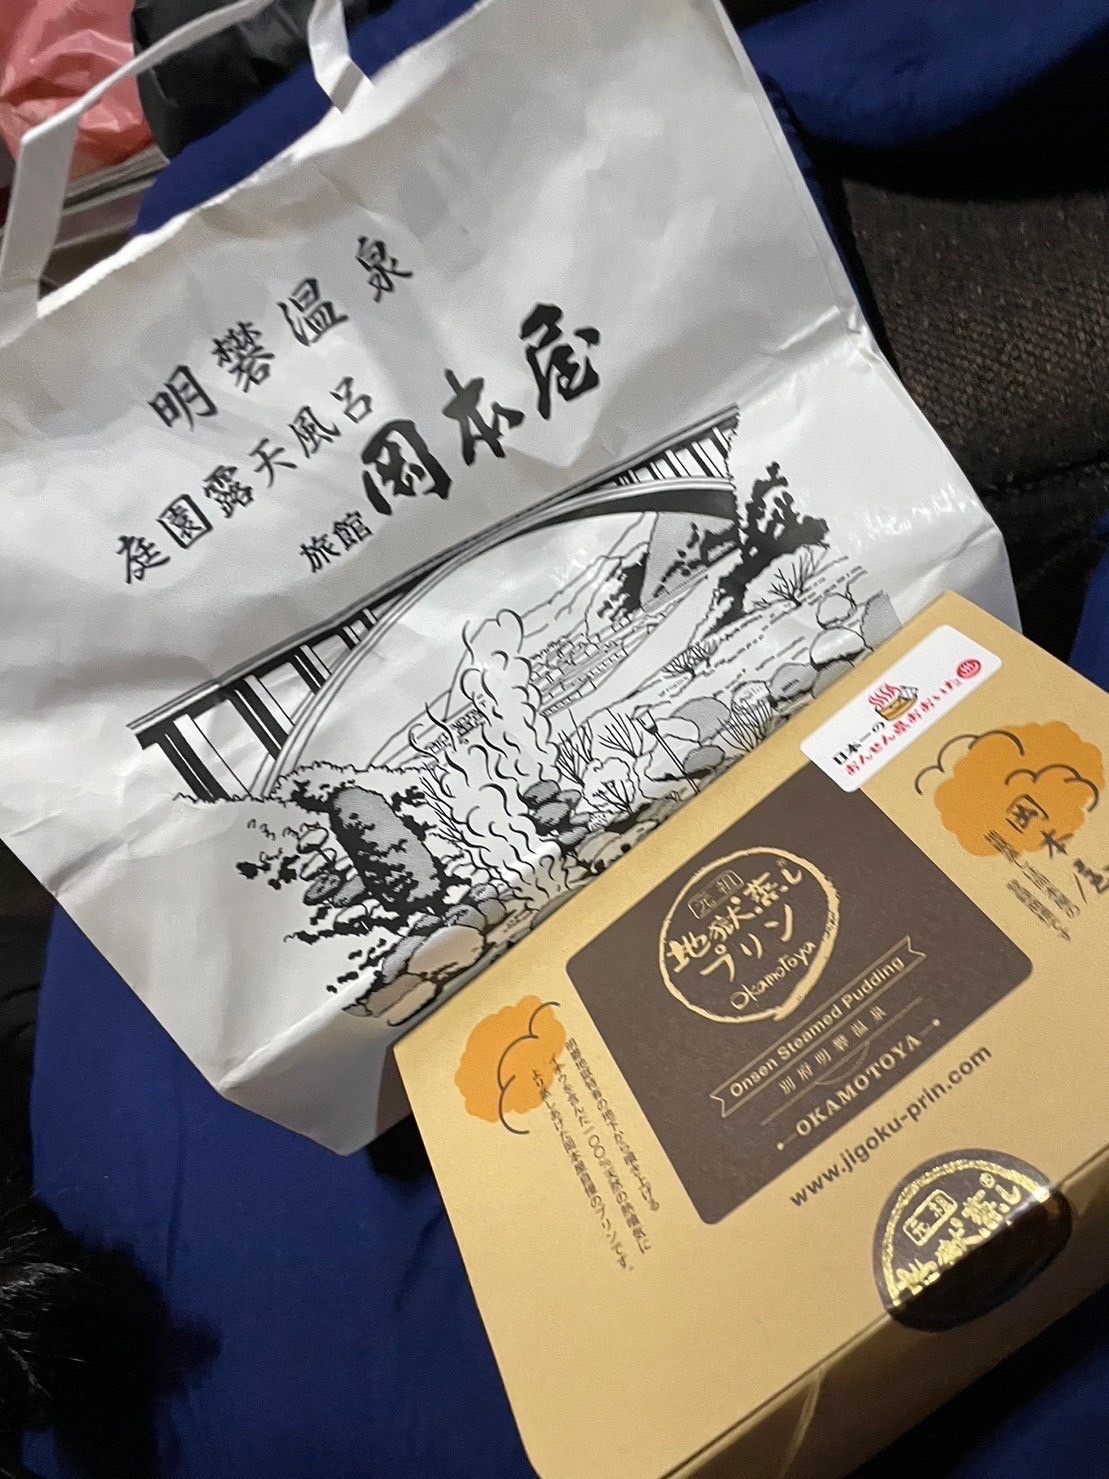 明礬温泉
庭園露天風呂
旅館 岡本屋
日本一の
おんせん県おおいた
岡本屋
元祖
地獄蒸し
プリン
Okamotoya
Onsen Steamed Pudding
別府明礬温泉
OKAMOTOYA
www.jigoku-prin.com
元祖
地獄蒸し